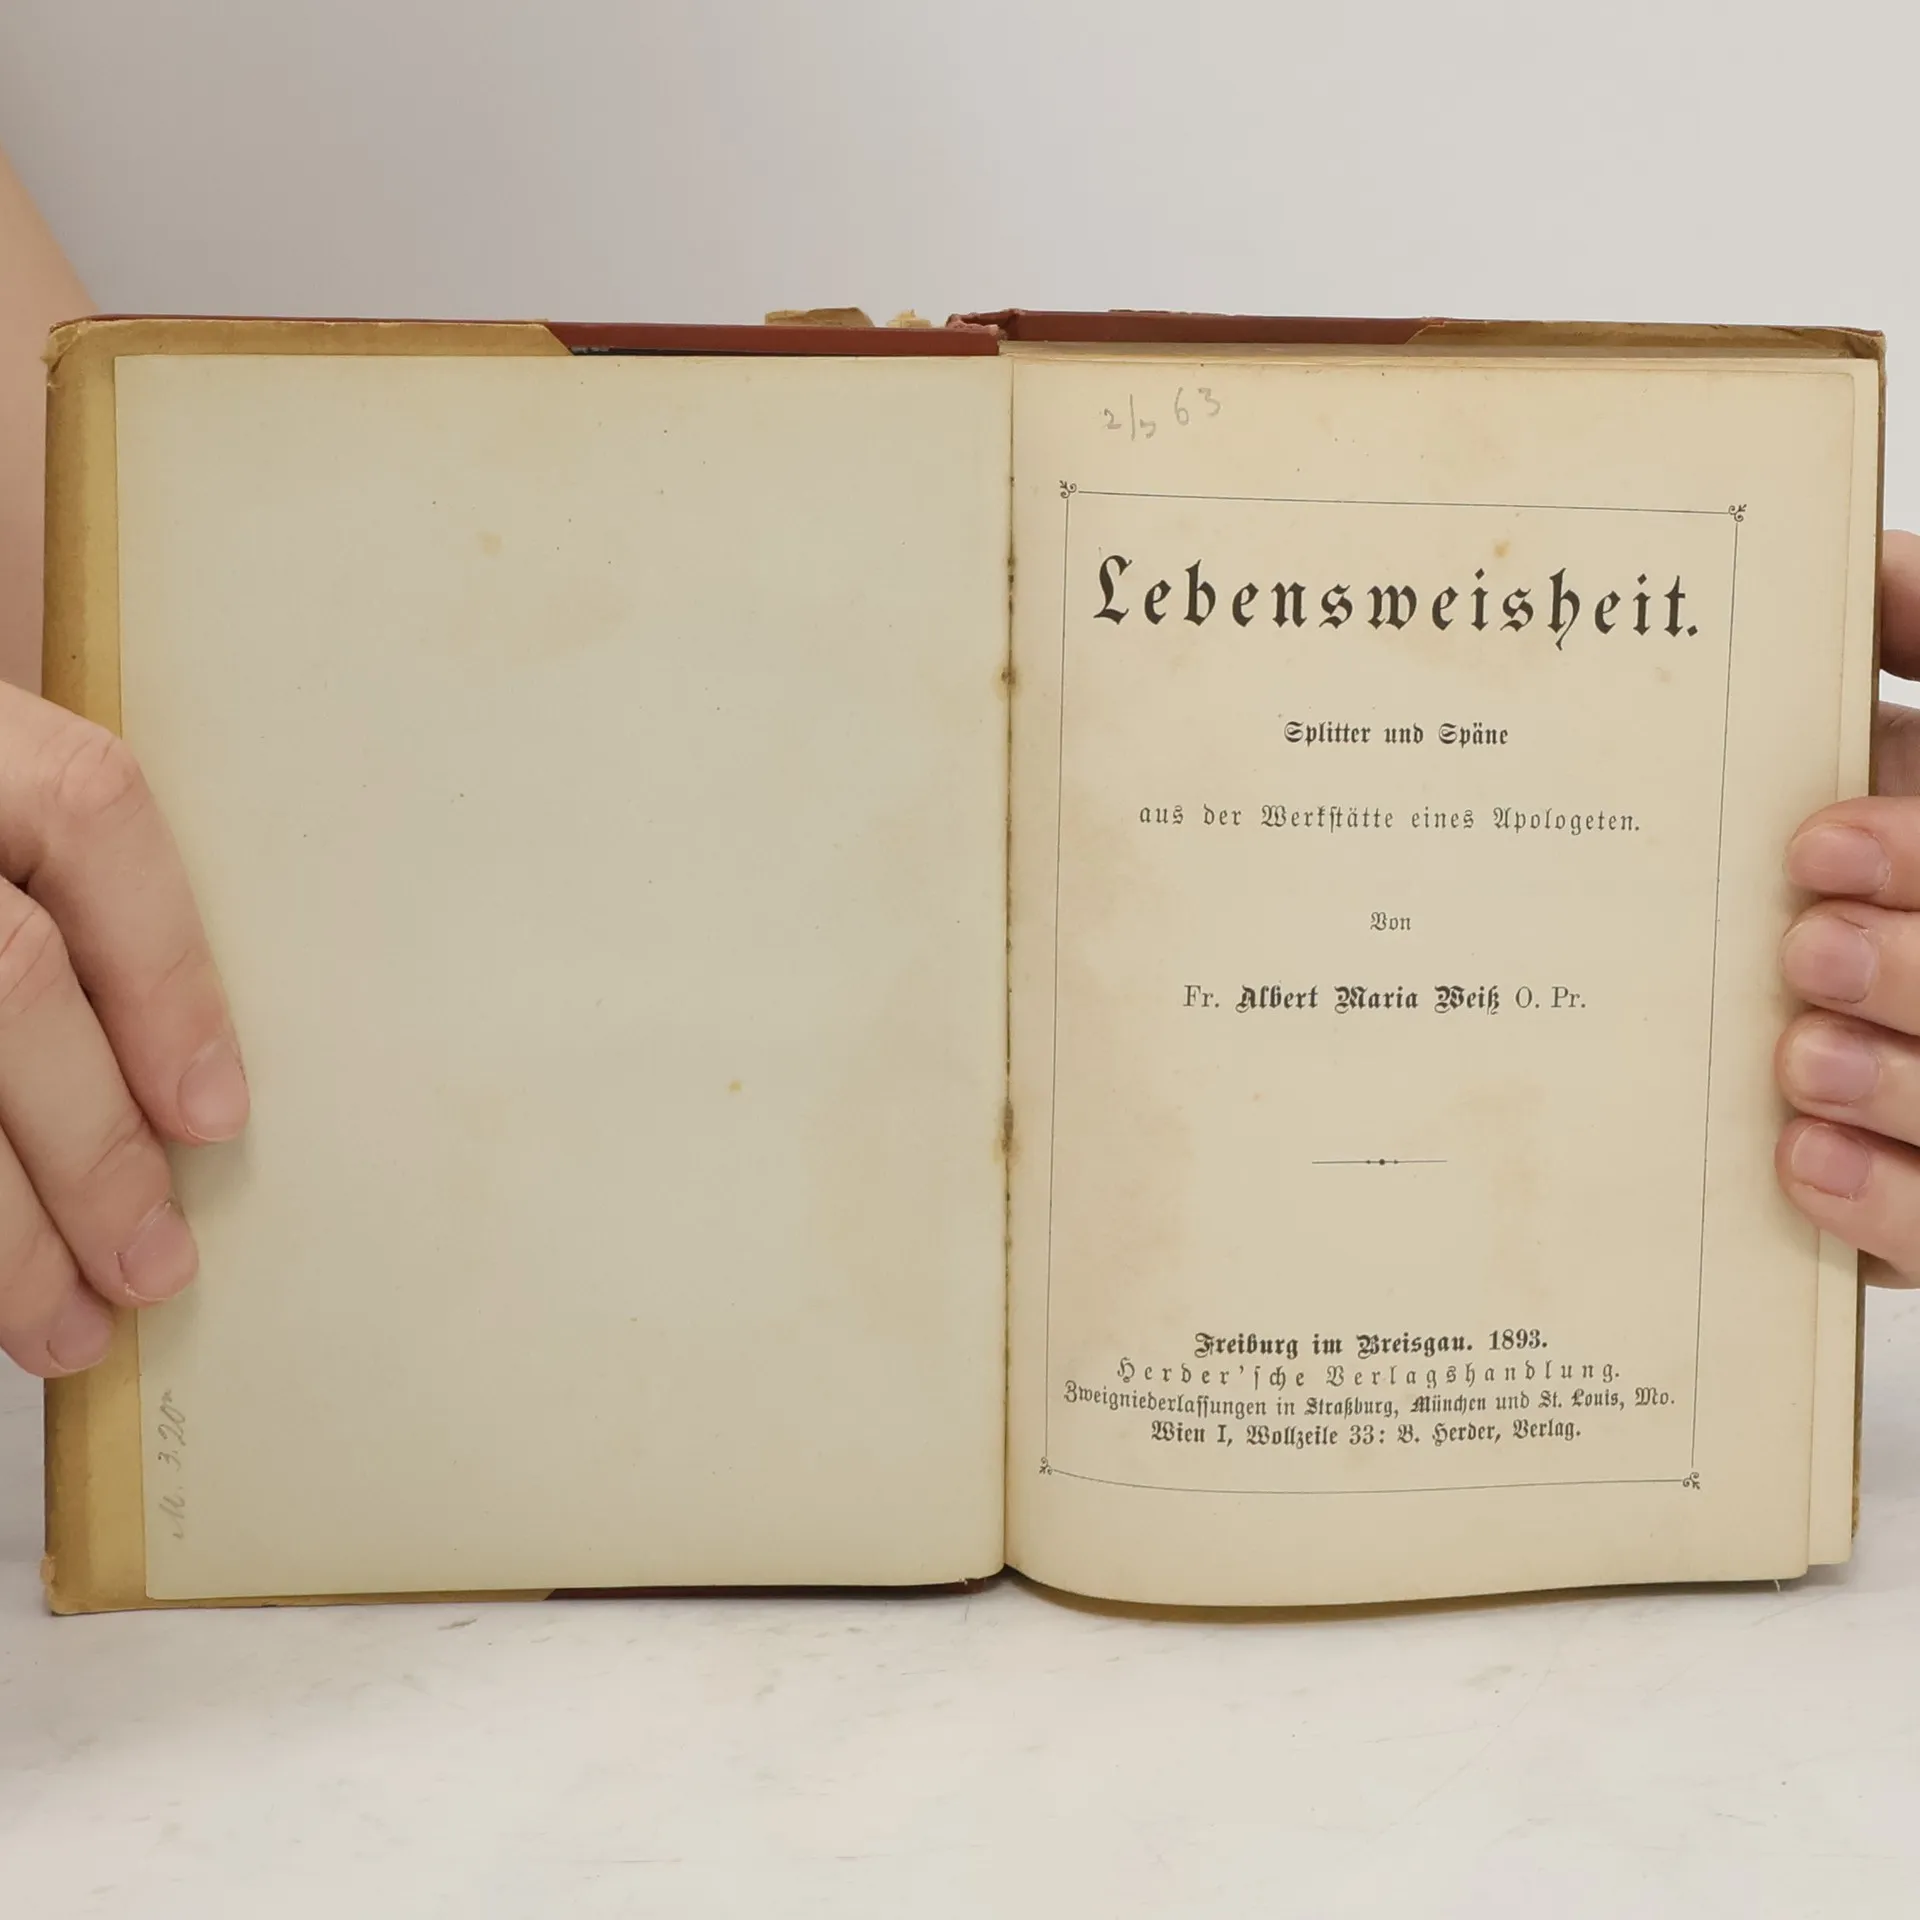 2/5 63
Lebensweisheit.
Splitter und Späne
aus der Werkstätte eines Apologeten.
Von
Fr. Albert Maria Weiß O. Pr.
Freiburg im Breisgau. 1893.
Herder'sche Verlagshandlung.
Zweigniederlassungen in Straßburg, München und St. Louis, Mo.
Wien I, Wollzeile 33: B. Herder, Verlag.
M. 3.20